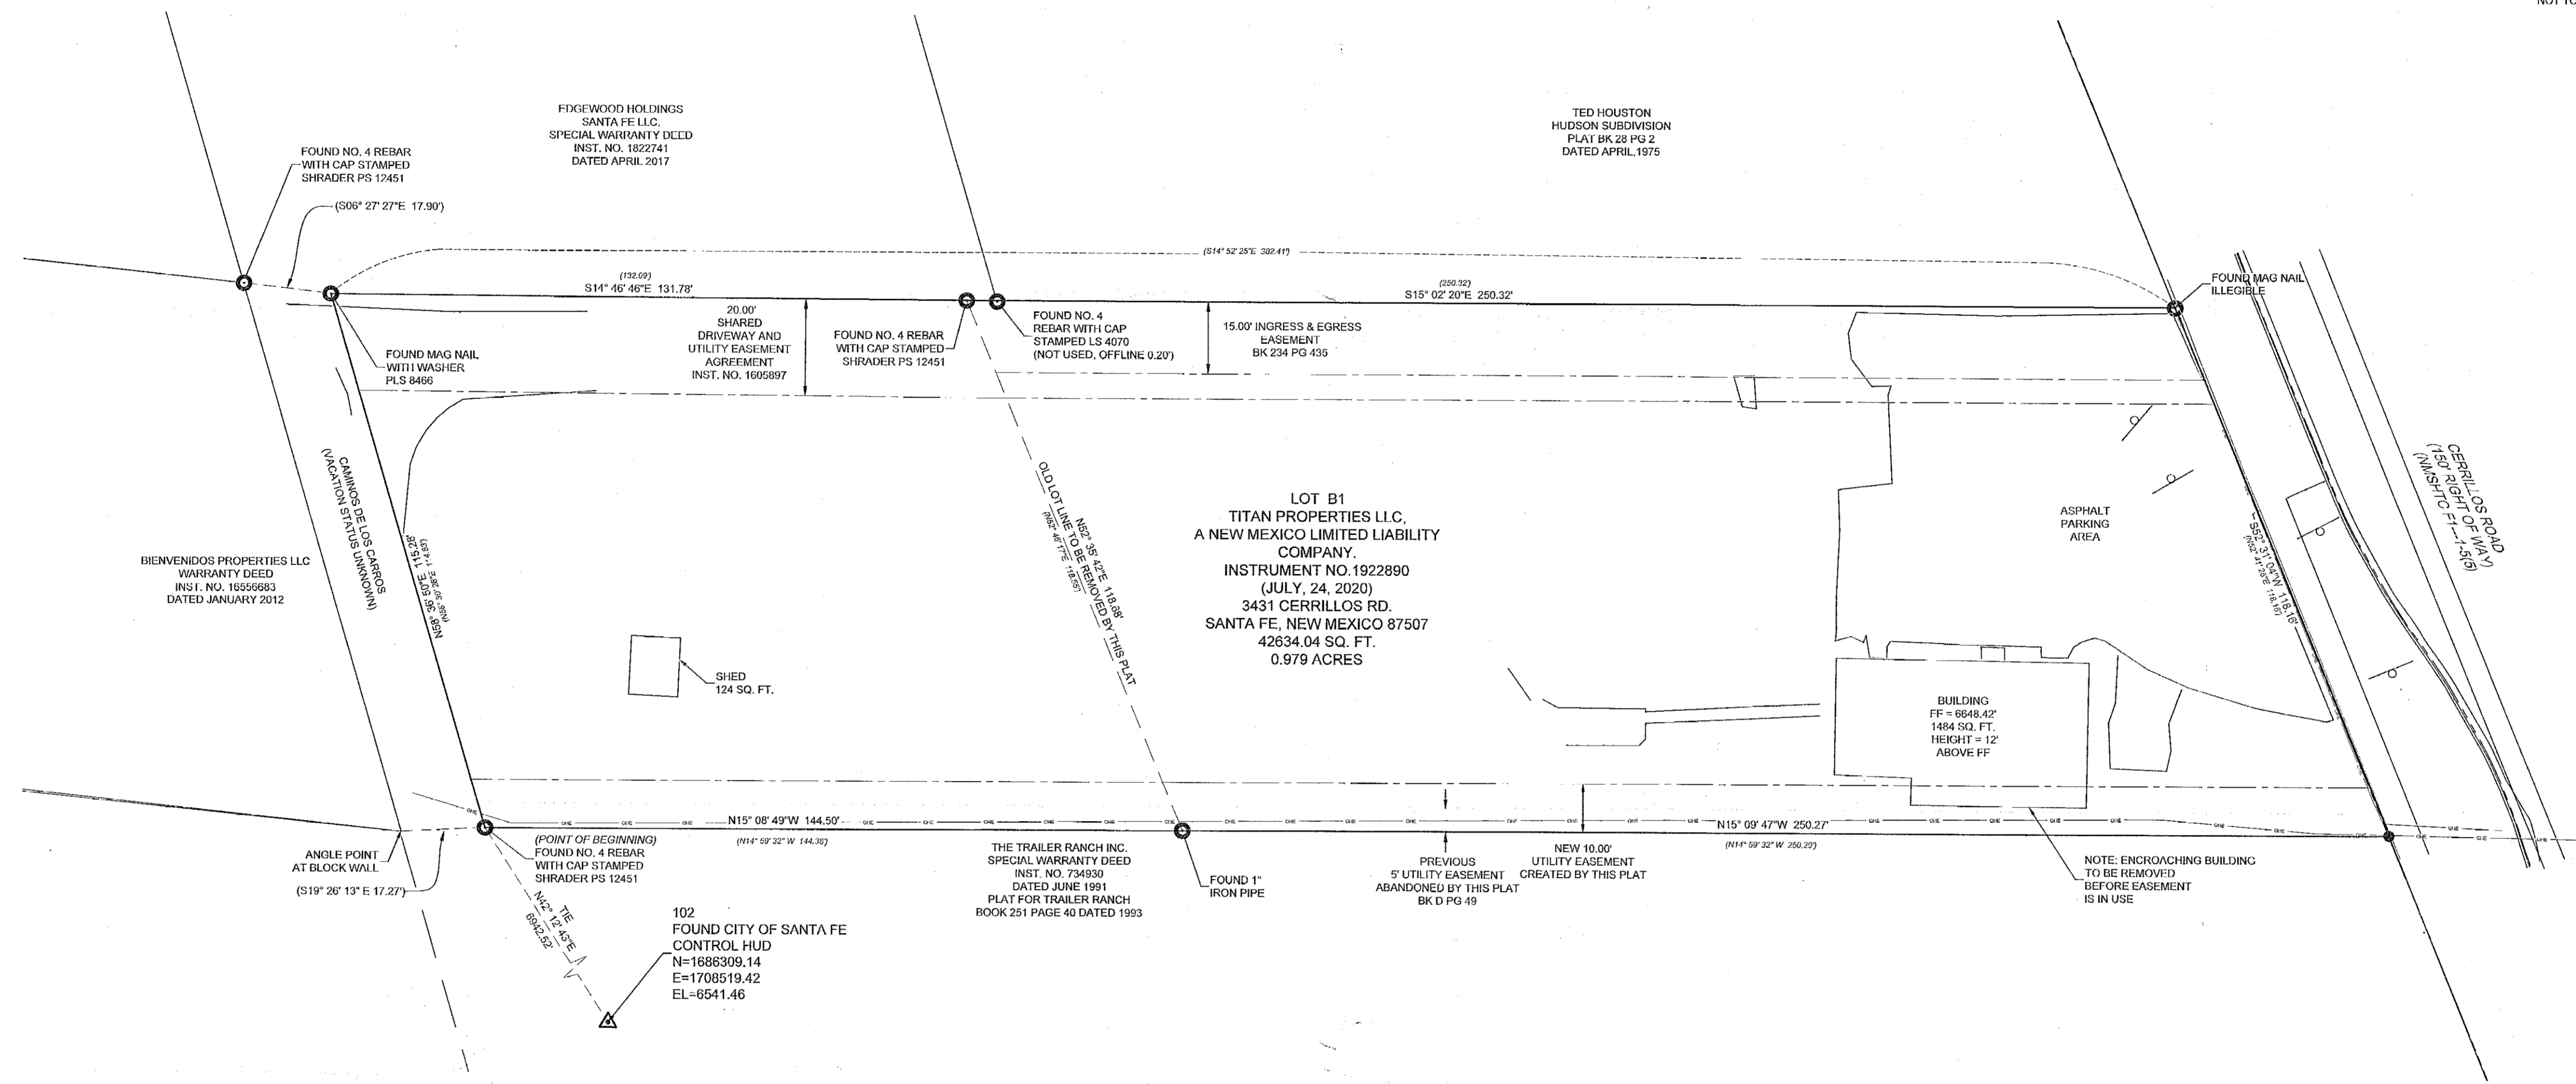 NOT TO
EDGEWOOD HOLDINGS
SANTA FE LLC.
SPECIAL WARRANTY DEED
INST. NO. 1822741
DATED APRIL 2017
TED HOUSTON
HUDSON SUBDIVISION
PLAT BK 28 PG 2
DATED APRIL,1975
FOUND NO. 4 REBAR
WITH CAP STAMPED
SHRADER PS 12451
(S06° 27' 27"E 17.90')
(S14° 52' 25"E 382.41')
(132.09')
S14° 46' 46"E 131.78'
(250.32')
S15° 02' 20"E 250.32'
FOUND MAG NAIL
ILLEGIBLE
20.00'
SHARED
DRIVEWAY AND
UTILITY EASEMENT
AGREEMENT
INST. NO. 1605897
FOUND NO. 4 REBAR
WITH CAP STAMPED
SHRADER PS 12451
FOUND NO. 4
REBAR WITH CAP
STAMPED LS 4070
(NOT USED, OFFLINE 0.20')
15.00' INGRESS & EGRESS
EASEMENT
BK 234 PG 435
FOUND MAG NAIL
WITH WASHER
PLS 8466
CAMINOS DE LOS CARROS
(VACATION STATUS UNKNOWN)
N58° 36' 50"E 115.28'
BIENVENIDOS PROPERTIES LLC
WARRANTY DEED
INST. NO. 16556683
DATED JANUARY 2012
N52° 35' 42"E 118.68'
OLD LOT LINE TO BE REMOVED BY THIS PLAT
(N52° 46' 17"E
LOT B1
TITAN PROPERTIES LLC,
A NEW MEXICO LIMITED LIABILITY
COMPANY.
INSTRUMENT NO.1922890
(JULY, 24, 2020)
3431 CERRILLOS RD.
SANTA FE, NEW MEXICO 87507
42634.04 SQ. FT.
0.979 ACRES
ASPHALT
PARKING
AREA
S52° 31' 04"W 118.16'
CERRILLOS ROAD
(150' RIGHT OF WAY)
(NMSHTC F1---1-5(5)
SHED
124 SQ. FT.
BUILDING
FF = 6648.42'
1484 SQ. FT.
HEIGHT = 12'
ABOVE FF
N15° 08' 49"W 144.50'
(N14° 59' 32" W 144.36')
N15° 09' 47"W 250.27'
(N14° 59' 32" W 250.20')
ANGLE POINT
AT BLOCK WALL
(S19° 26' 13" E 17.27')
(POINT OF BEGINNING)
FOUND NO. 4 REBAR
WITH CAP STAMPED
SHRADER PS 12451
TIE
N42° 12' 43"E
6942.52'
102
FOUND CITY OF SANTA FE
CONTROL HUD
N=1686309.14
E=1708519.42
EL=6541.46
THE TRAILER RANCH INC.
SPECIAL WARRANTY DEED
INST. NO. 734930
DATED JUNE 1991
PLAT FOR TRAILER RANCH
BOOK 251 PAGE 40 DATED 1993
FOUND 1"
IRON PIPE
PREVIOUS
5' UTILITY EASEMENT
ABANDONED BY THIS PLAT
BK D PG 49
NEW 10.00'
UTILITY EASEMENT
CREATED BY THIS PLAT
NOTE: ENCROACHING BUILDING
TO BE REMOVED
BEFORE EASEMENT
IS IN USE